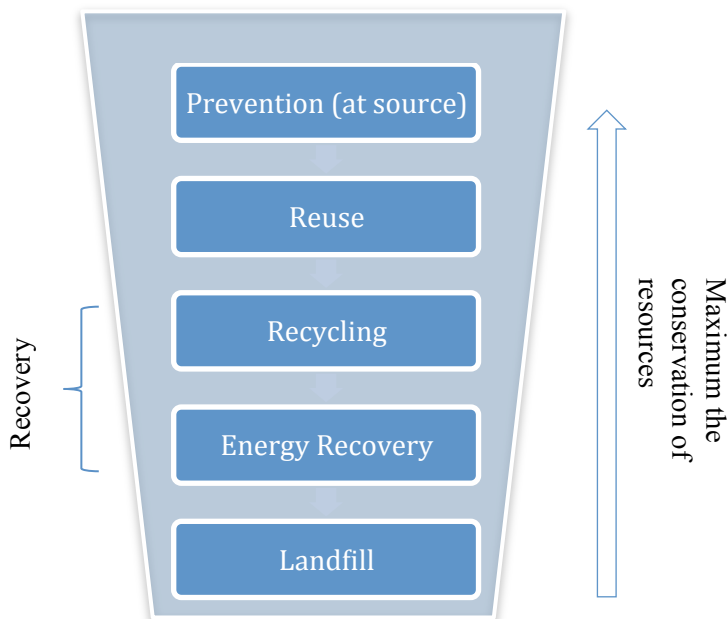 Prevention (at source)
Reuse
Recycling
Energy Recovery
Landfill
Recovery
Maximum the
conservation of
resources